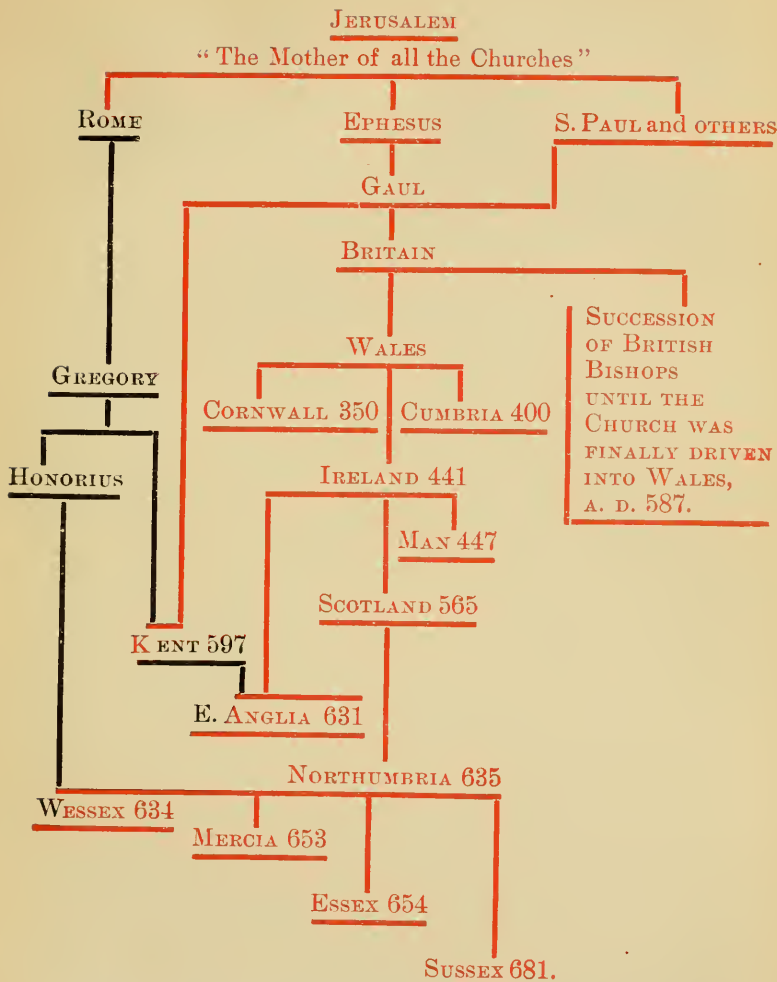 JERUSALEM
“The Mother of all the Churches”
ROME
EPHESUS
S. PAUL and OTHERS
GAUL
BRITAIN
SUCCESSION
OF BRITISH
BISHOPS
UNTIL THE
CHURCH WAS
FINALLY DRIVEN
INTO WALES,
A. D. 587.
WALES
GREGORY
CORNWALL 350
CUMBRIA 400
HONORIUS
IRELAND 441
MAN 447
SCOTLAND 565
KENT 597
E. ANGLIA 631
NORTHUMBRIA 635
WESSEX 634
MERCIA 653
ESSEX 654
SUSSEX 681.